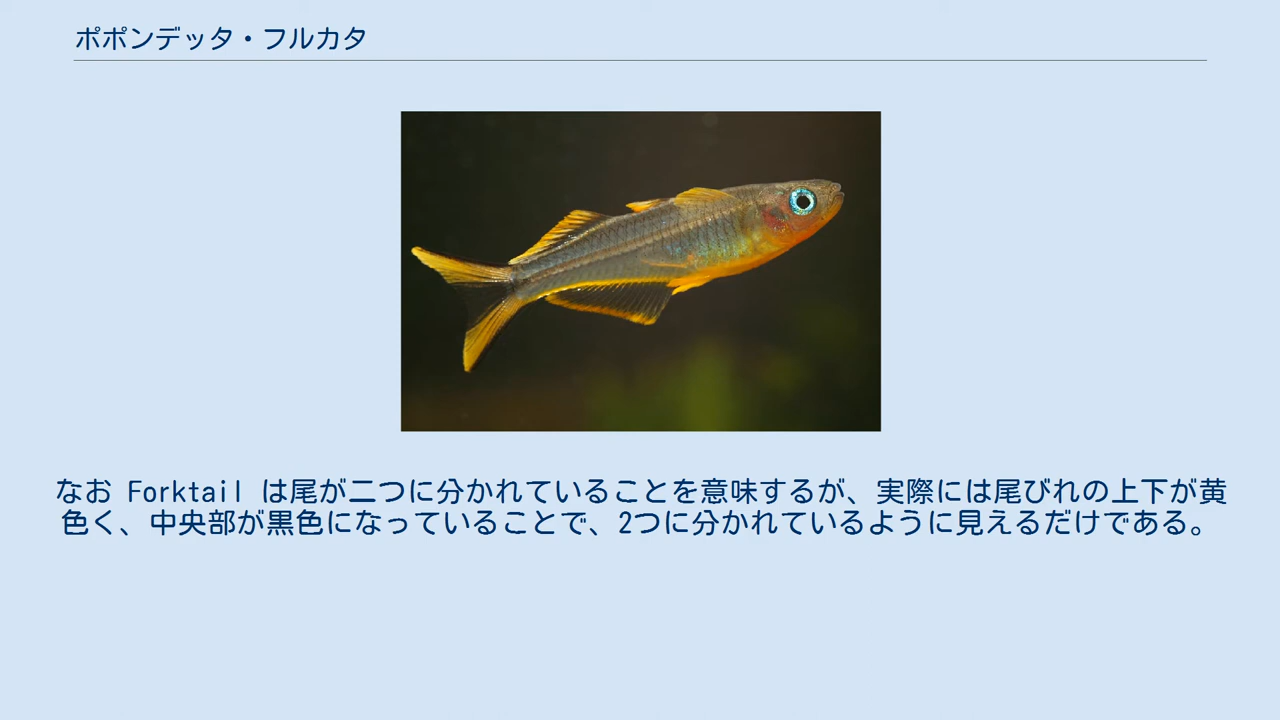 ポポンデッタ・フルカタ
なお Forktail は尾が二つに分かれていることを意味するが、実際には尾びれの上下が黄
色く、中央部が黒色になっていることで、2つに分かれているように見えるだけである。